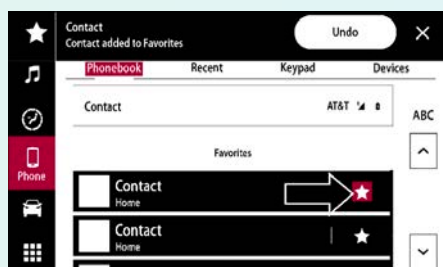 Contact
Contact added to Favorites
Undo
Phonebook Recent Keypad Devices
Contact AT&T
ABC
Favorites
Phone
Contact
Home
Contact
Home